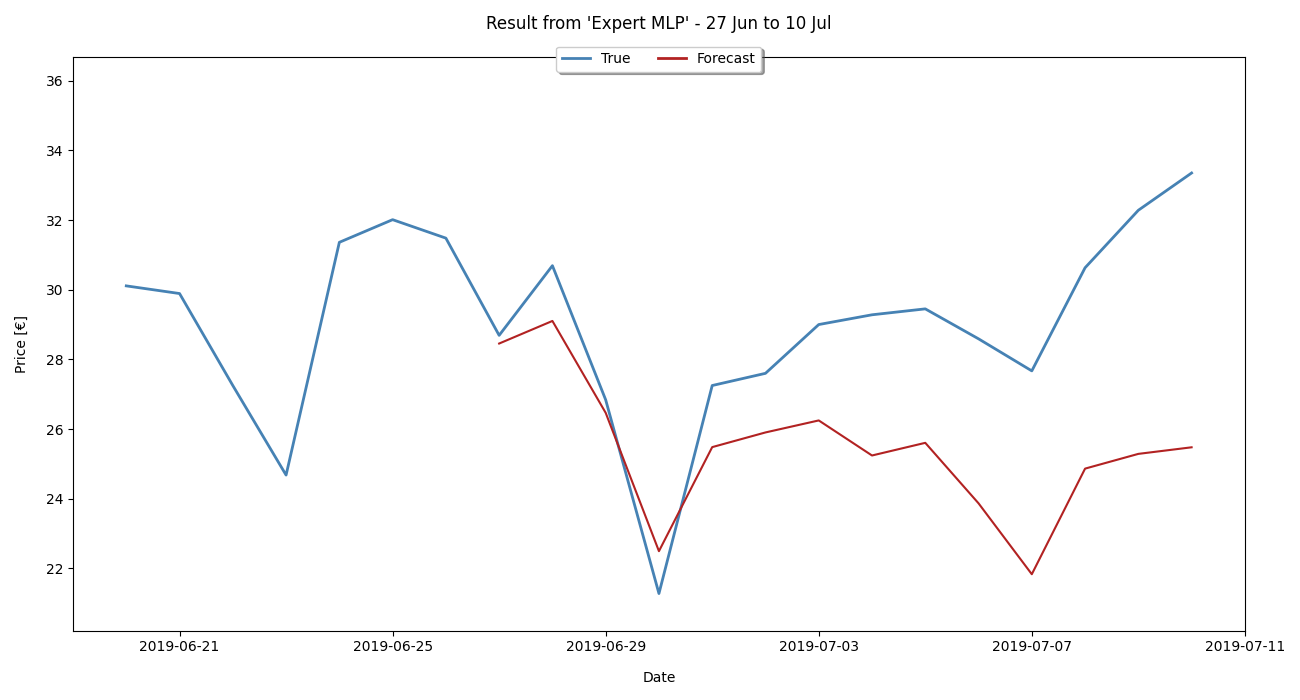 Result from 'Expert MLP' - 27 Jun to 10 Jul
True Forecast
36
34
32
30
28
26
24
22
Price [€]
2019-06-21 2019-06-25 2019-06-29 2019-07-03 2019-07-07 2019-07-11
Date